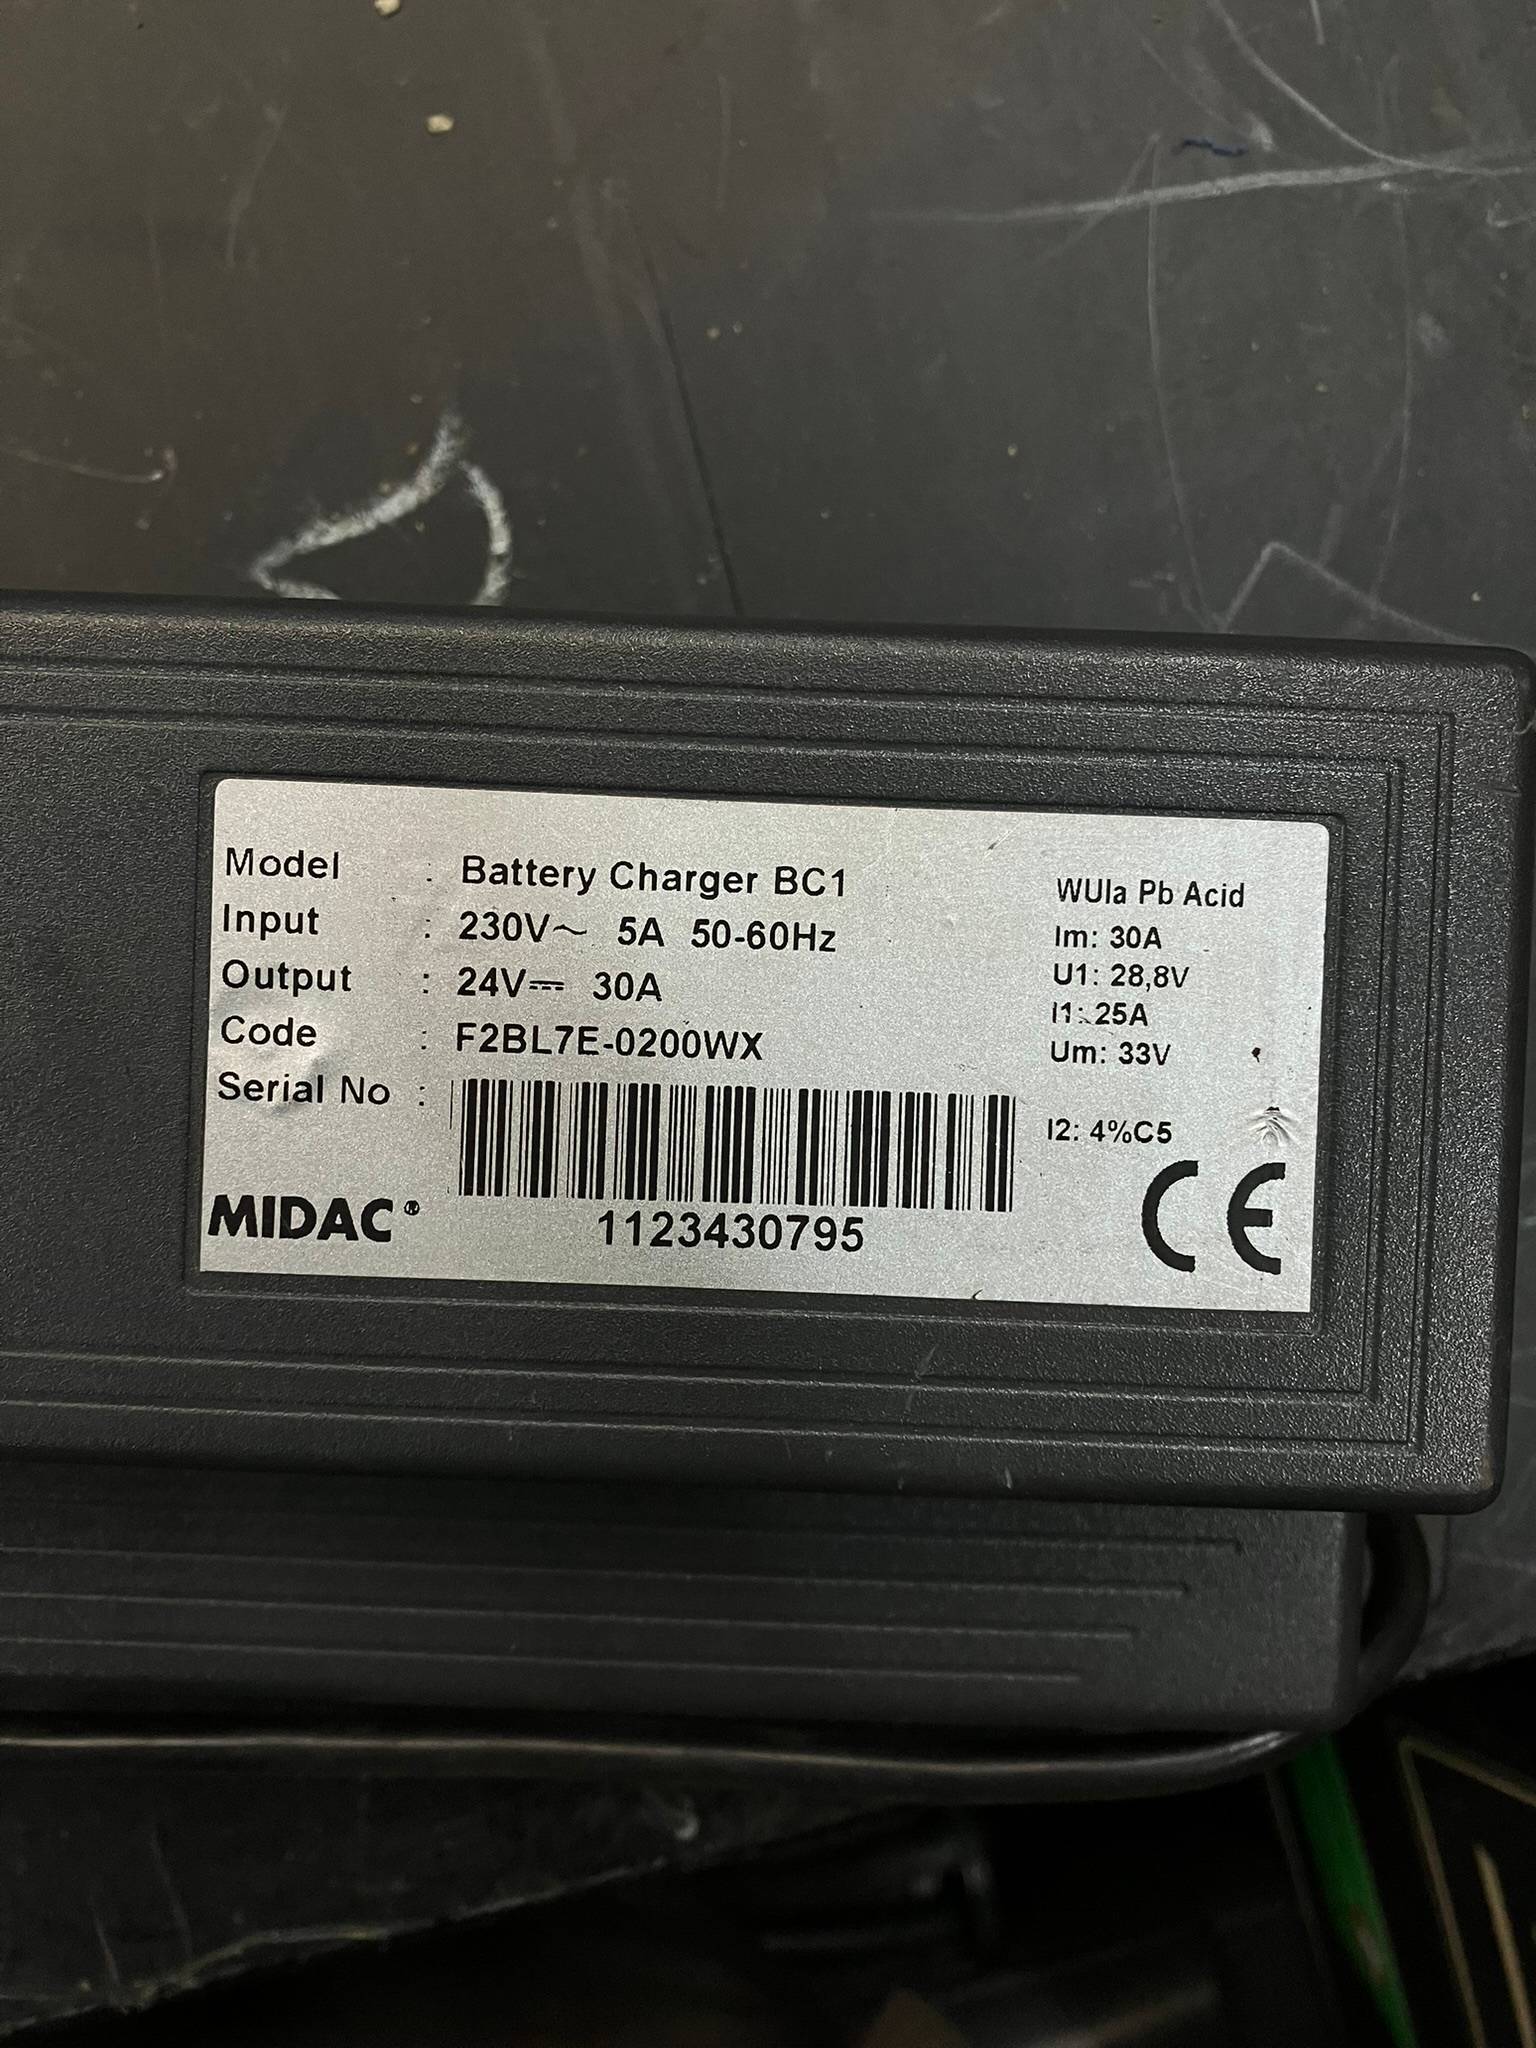 Model : Battery Charger BC1
Input : 230V~ 5A 50-60Hz
Output : 24V⎓ 30A
Code : F2BL7E-0200WX
Serial No :
1123430795
MIDAC®
WUIa Pb Acid
Im: 30A
U1: 28,8V
I1: 25A
Um: 33V
I2: 4%C5
CE